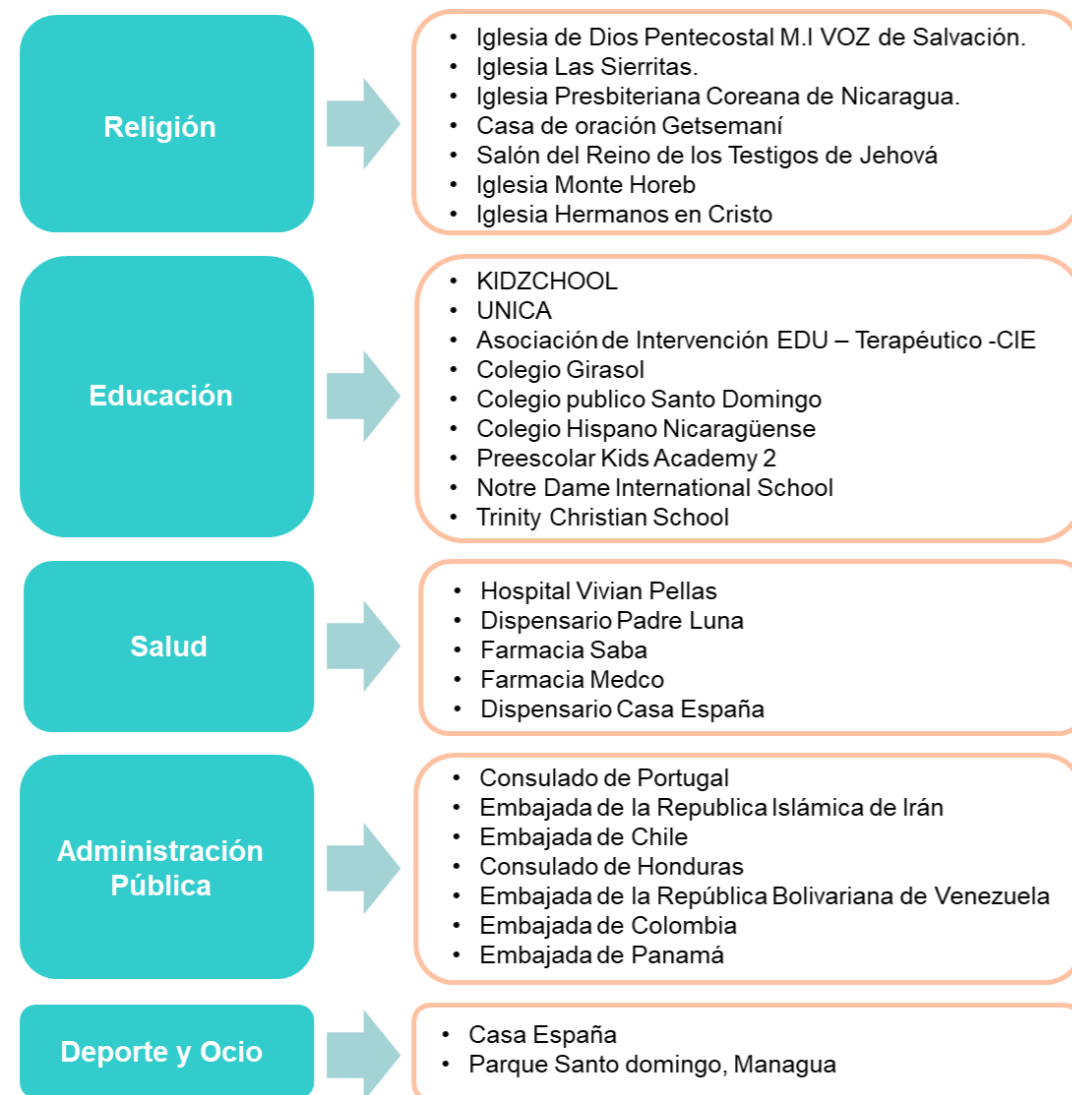 Religión
• Iglesia de Dios Pentecostal M.I VOZ de Salvación.
• Iglesia Las Sierritas.
• Iglesia Presbiteriana Coreana de Nicaragua.
• Casa de oración Getsemaní
• Salón del Reino de los Testigos de Jehová
• Iglesia Monte Horeb
• Iglesia Hermanos en Cristo
Educación
• KIDZCHOOL
• UNICA
• Asociación de Intervención EDU – Terapéutico -CIE
• Colegio Girasol
• Colegio publico Santo Domingo
• Colegio Hispano Nicaragüense
• Preescolar Kids Academy 2
• Notre Dame International School
• Trinity Christian School
Salud
• Hospital Vivian Pellas
• Dispensario Padre Luna
• Farmacia Saba
• Farmacia Medco
• Dispensario Casa España
Administración
Pública
• Consulado de Portugal
• Embajada de la Republica Islámica de Irán
• Embajada de Chile
• Consulado de Honduras
• Embajada de la República Bolivariana de Venezuela
• Embajada de Colombia
• Embajada de Panamá
Deporte y Ocio
• Casa España
• Parque Santo domingo, Managua